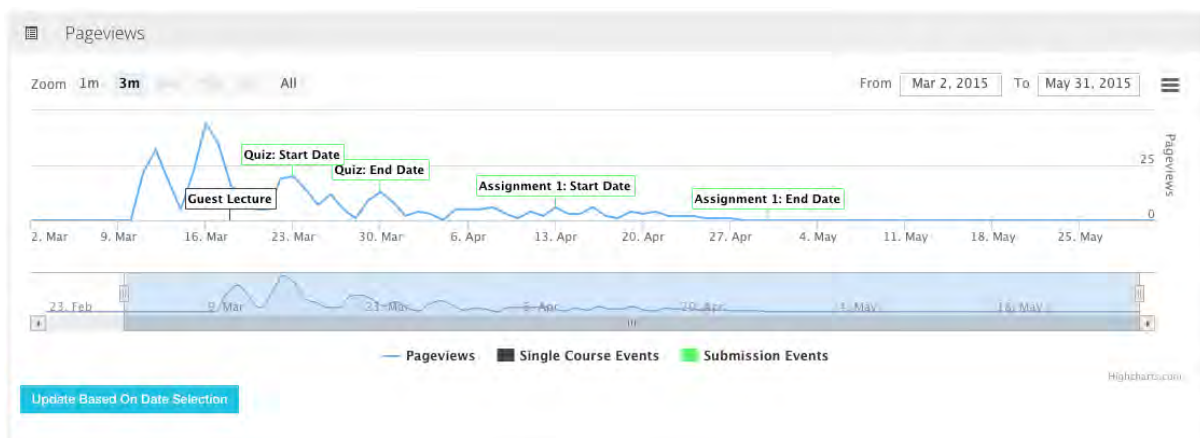 Pageviews
Zoom 1m 3m All From Mar 2, 2015 To May 31, 2015
Quiz: Start Date
Quiz: End Date
Guest Lecture
Assignment 1: Start Date
Assignment 1: End Date
25
0
Pageviews
2. Mar 9. Mar 16. Mar 23. Mar 30. Mar 6. Apr 13. Apr 20. Apr 27. Apr 4. May 11. May 18. May 25. May
23. Feb 9. Mar 23. Mar 6. Apr 20. Apr 4. May 18. May
Pageviews Single Course Events Submission Events
Highcharts.com
Update Based On Date Selection